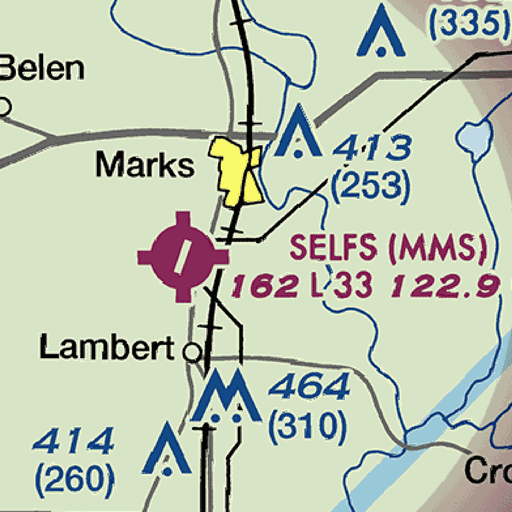 (335)
Belen
413
Marks
(253)
SELFS (MMS)
162 L 33 122.9
Lambert
464
(310)
414
(260)
Cro